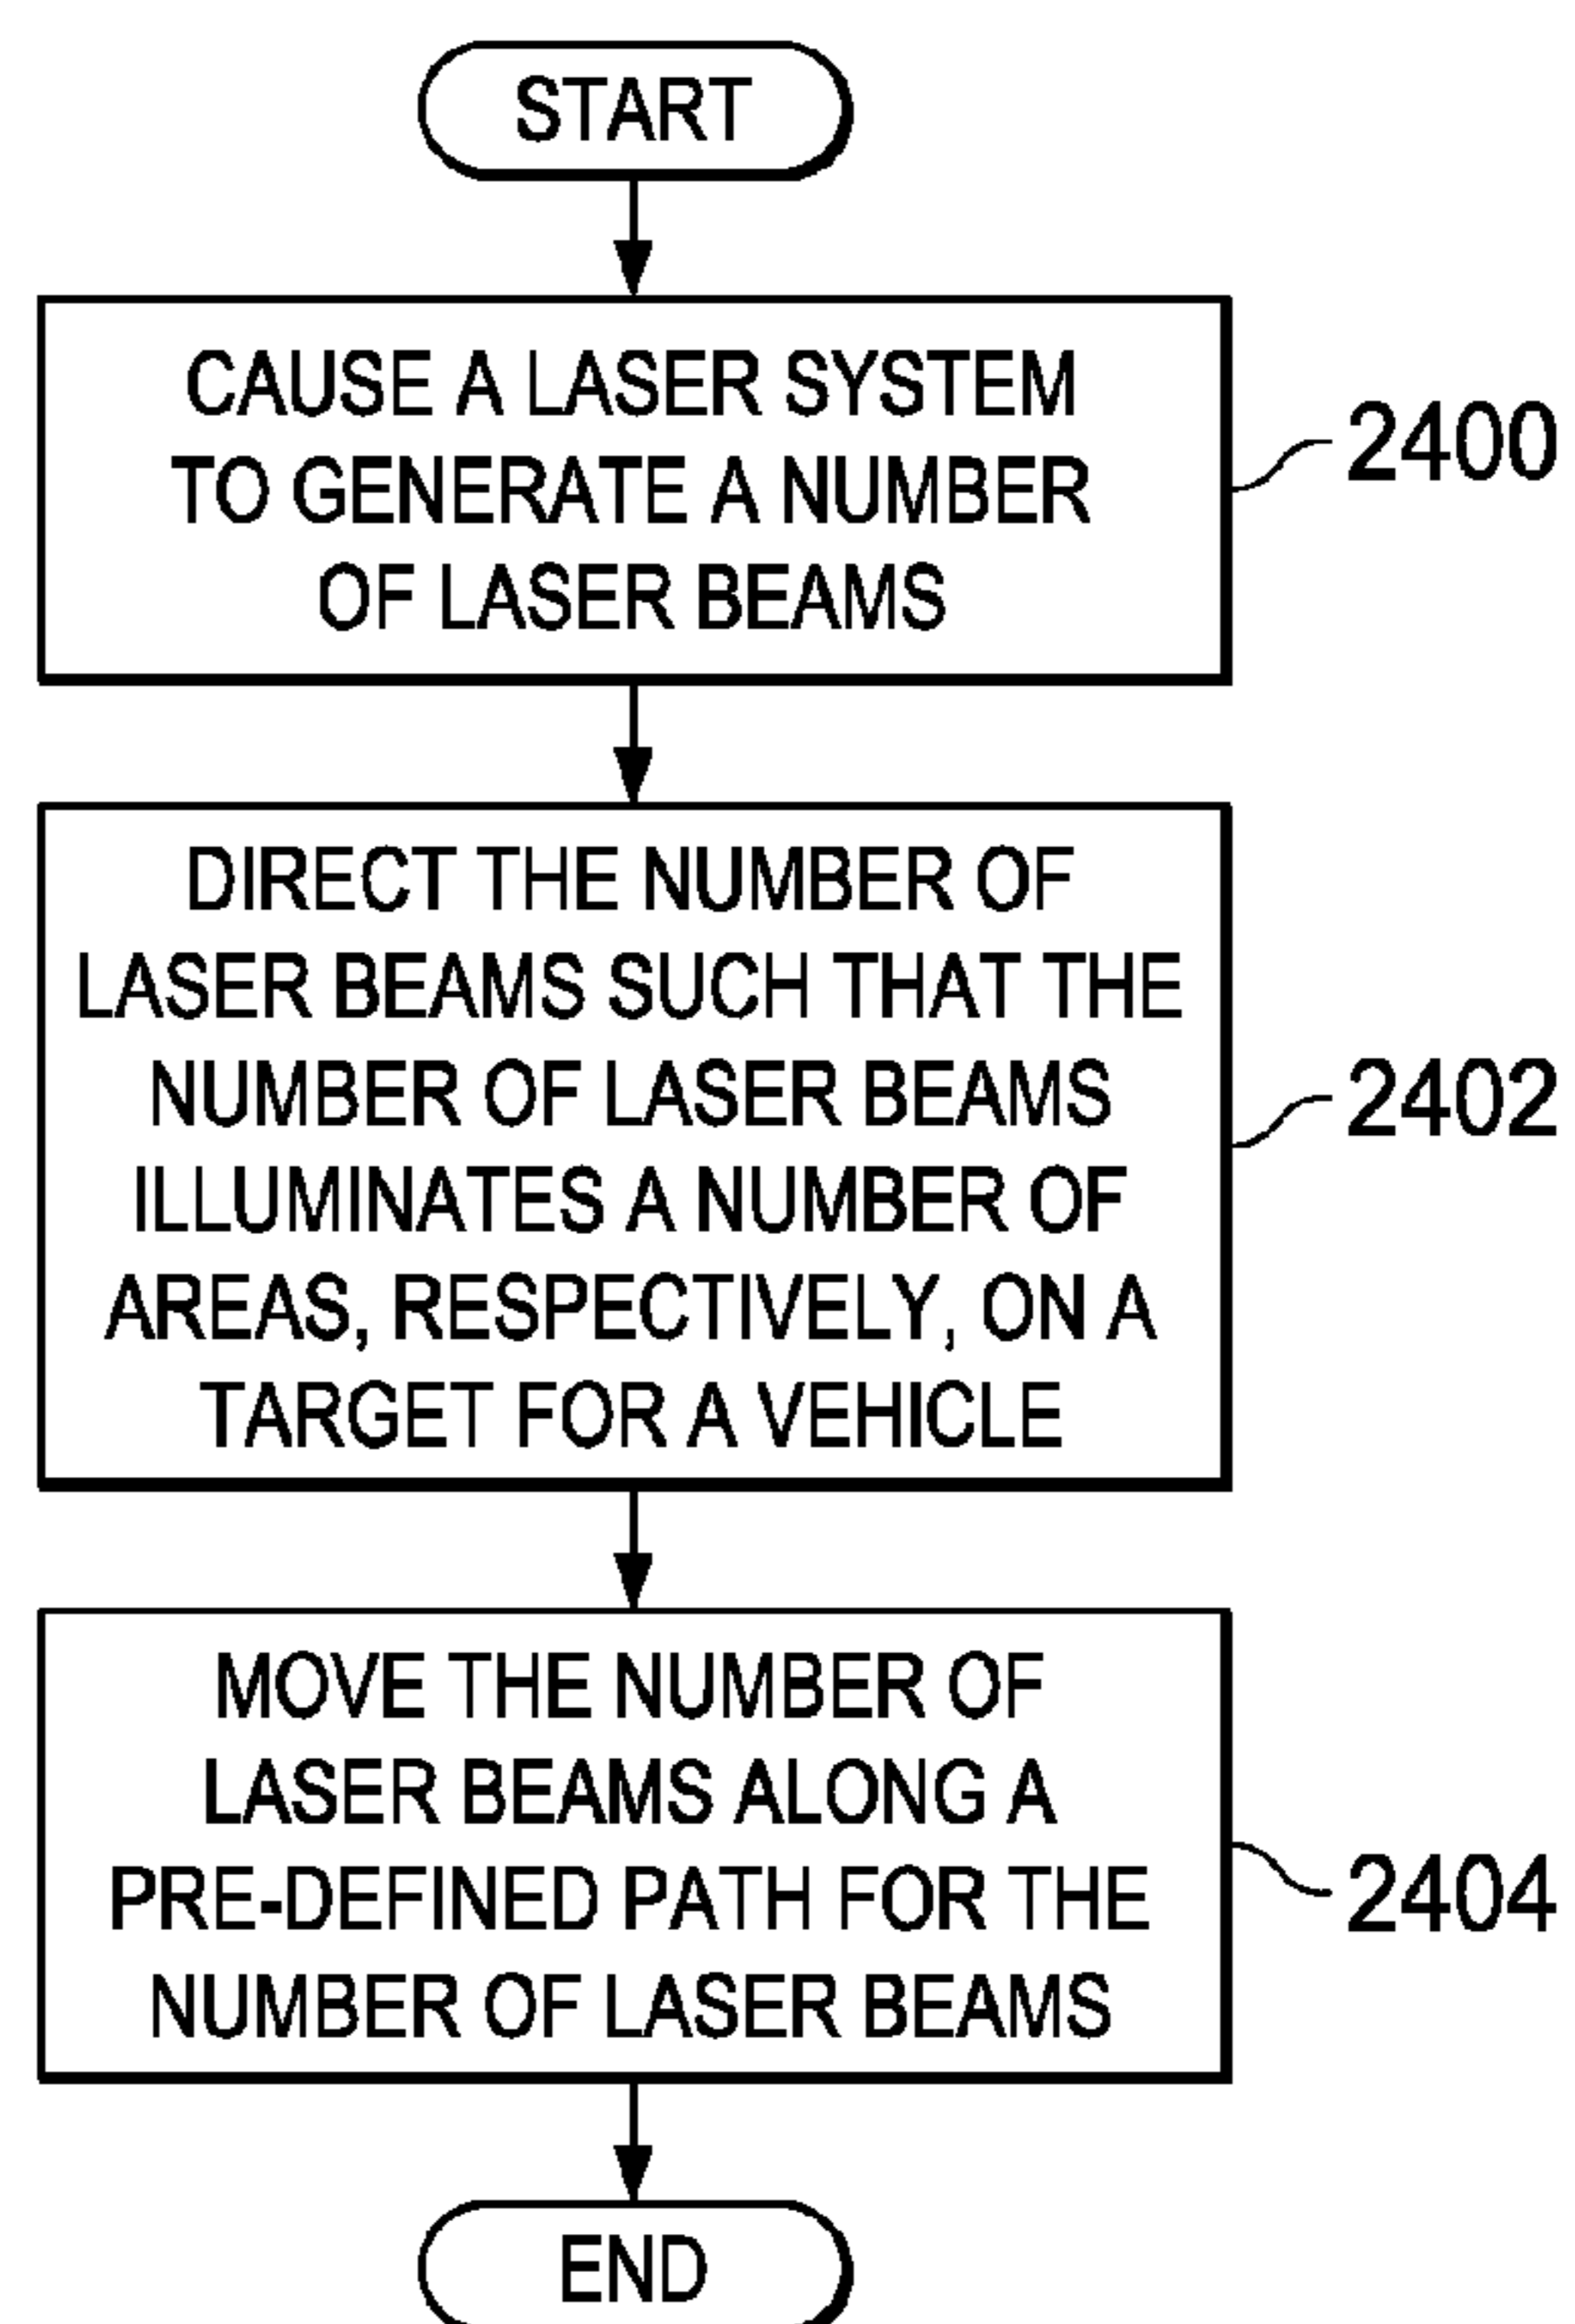 START
CAUSE A LASER SYSTEM
TO GENERATE A NUMBER
OF LASER BEAMS
2400
DIRECT THE NUMBER OF
LASER BEAMS SUCH THAT THE
NUMBER OF LASER BEAMS
ILLUMINATES A NUMBER OF
AREAS, RESPECTIVELY, ON A
TARGET FOR A VEHICLE
2402
MOVE THE NUMBER OF
LASER BEAMS ALONG A
PRE-DEFINED PATH FOR THE
NUMBER OF LASER BEAMS
2404
END